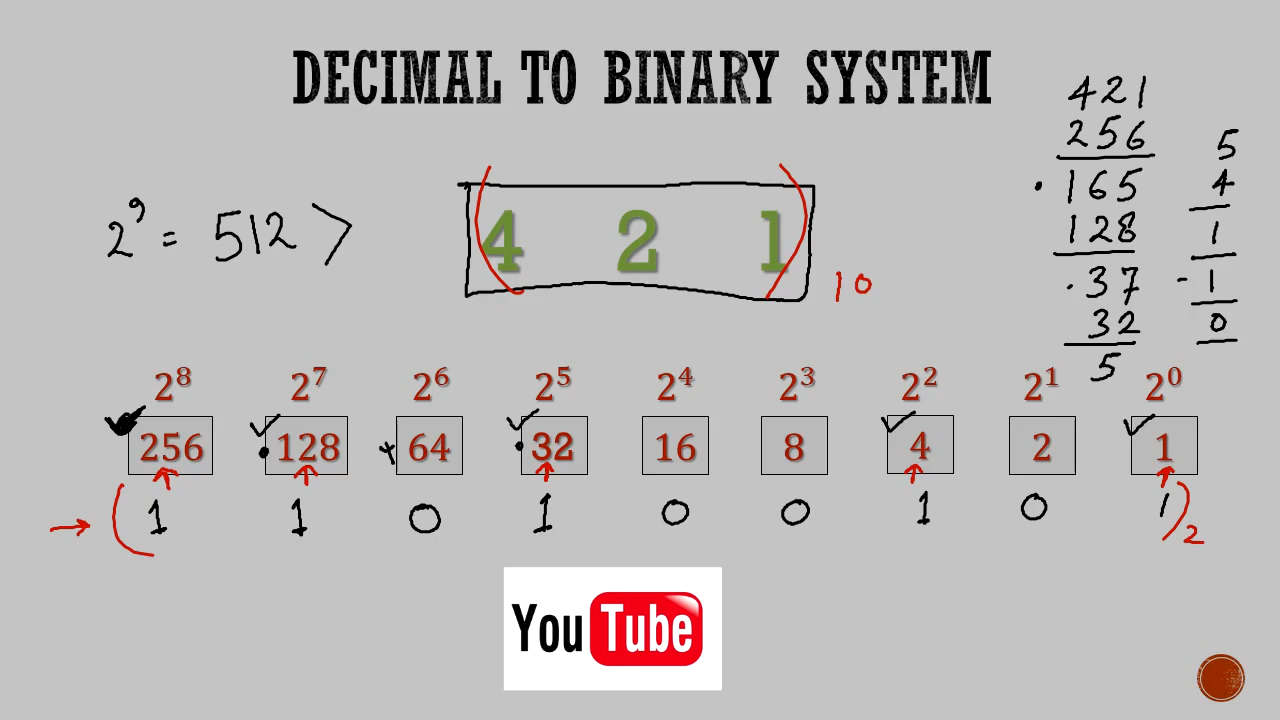 DECIMAL TO BINARY SYSTEM
421
256
165
128
37
32
5
5
4
1
- 1
0
2⁹ = 512 >
(4 2 1)10
2⁸ 2⁷ 2⁶ 2⁵ 2⁴ 2³ 2² 2¹ 2⁰
256 128 64 32 16 8 4 2 1
→ (1 1 0 1 0 0 1 0 1)2
YouTube